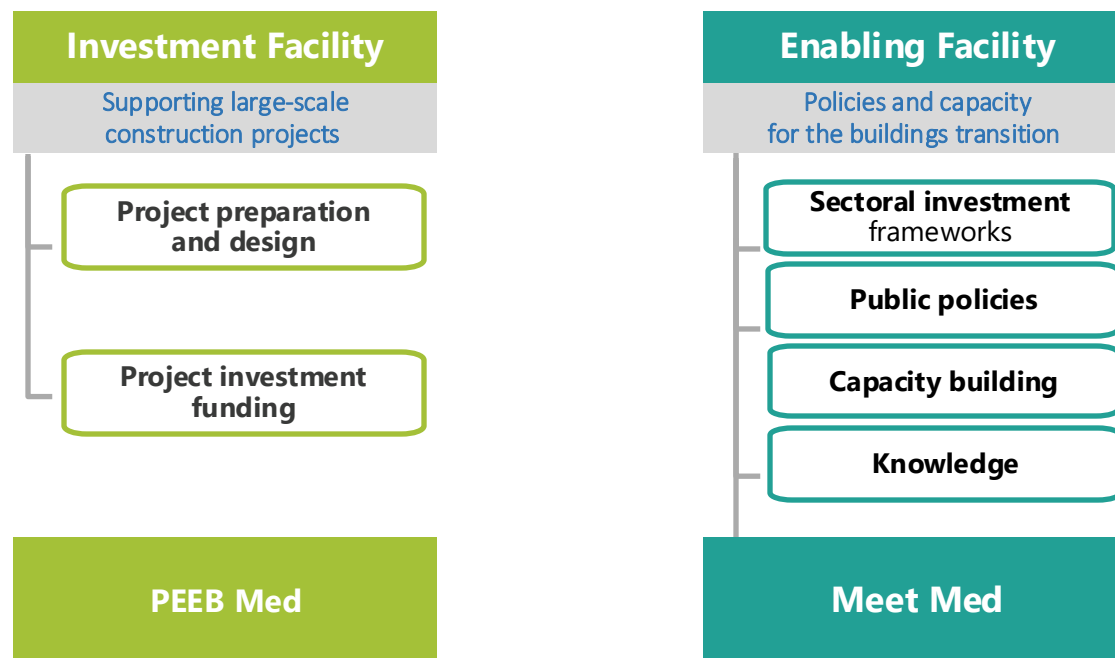 Investment Facility
Supporting large-scale
construction projects
Project preparation
and design
Project investment
funding
PEEB Med
Enabling Facility
Policies and capacity
for the buildings transition
Sectoral investment
frameworks
Public policies
Capacity building
Knowledge
Meet Med